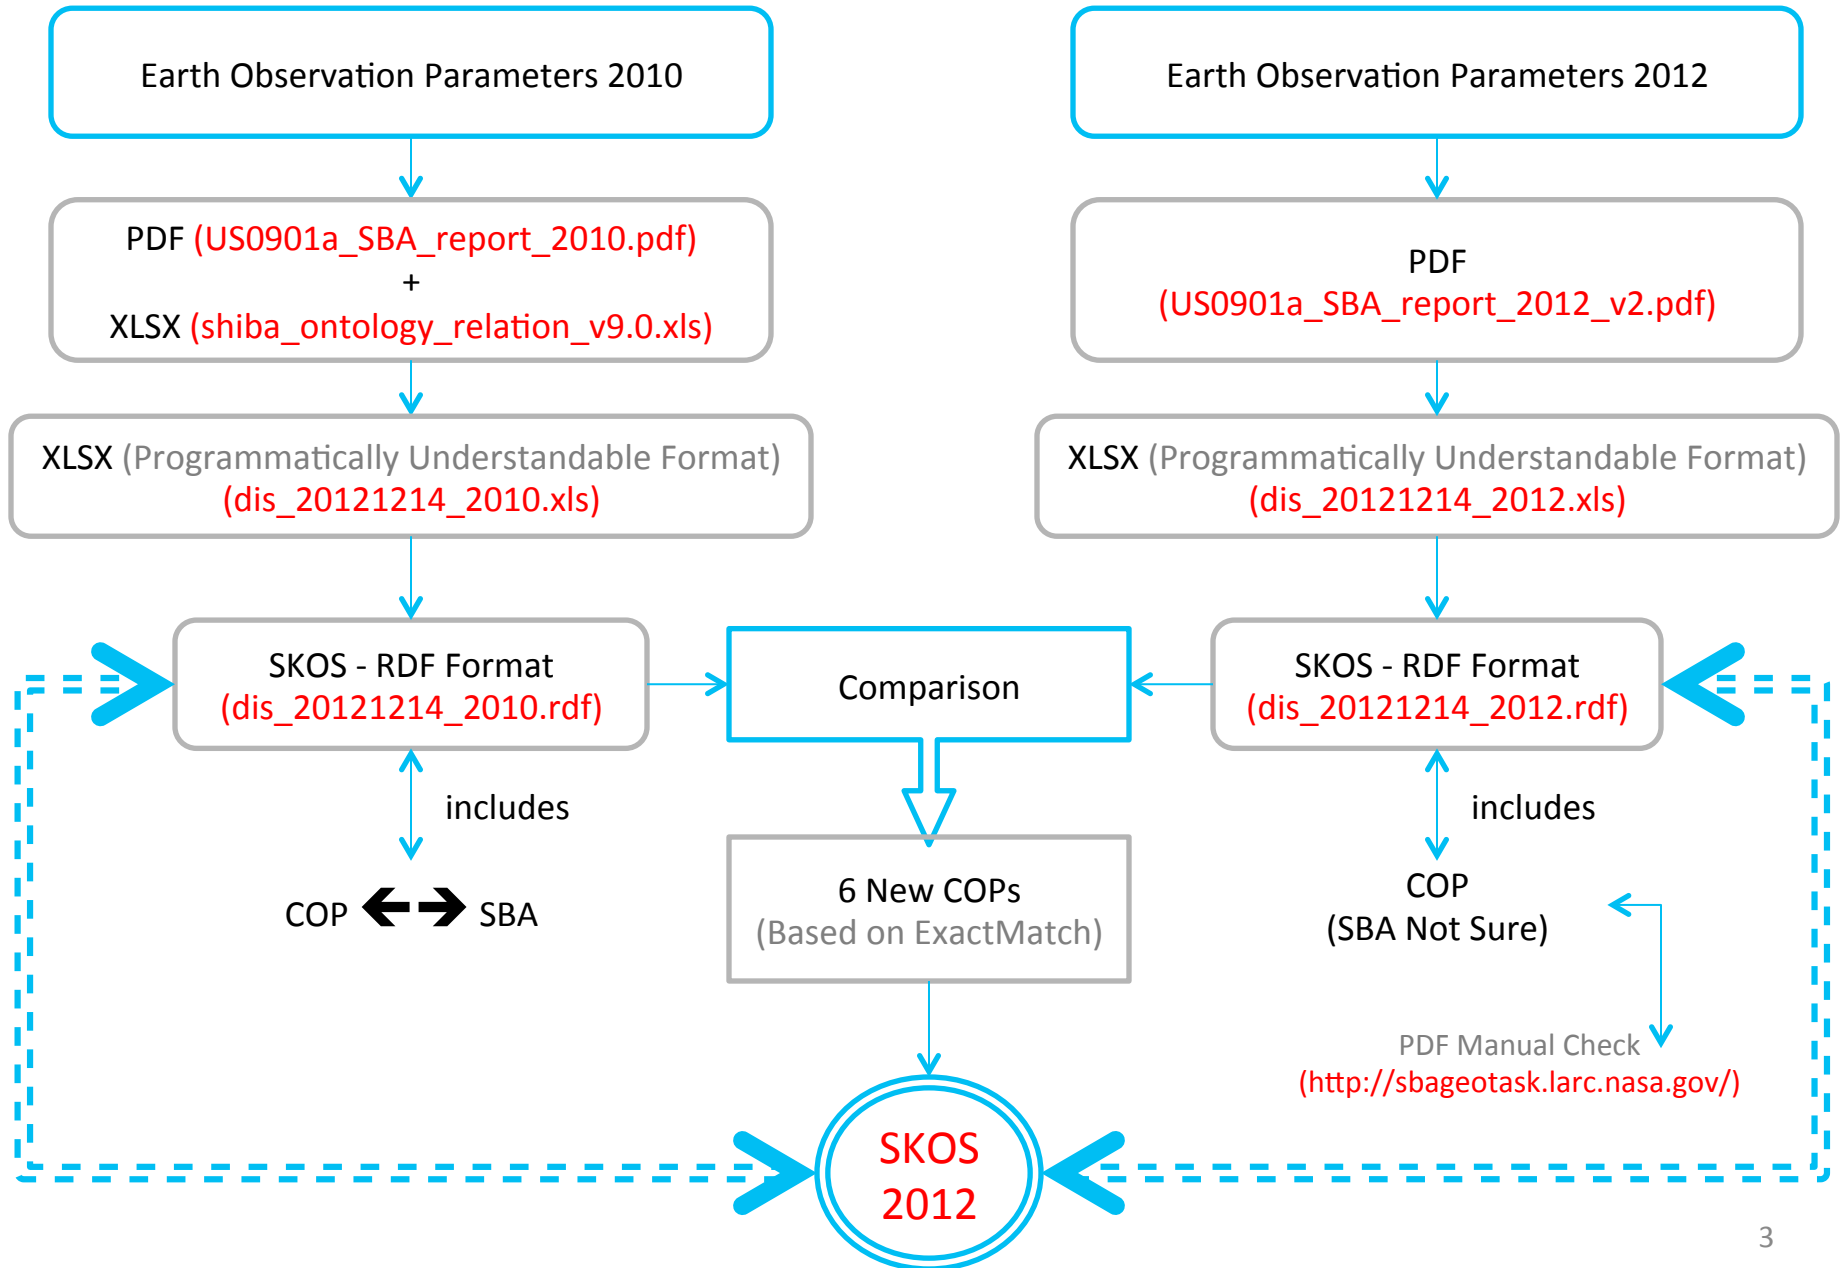 Earth Observation Parameters 2010
Earth Observation Parameters 2012
PDF (US0901a_SBA_report_2010.pdf)
+
XLSX (shiba_ontology_relation_v9.0.xls)
PDF
(US0901a_SBA_report_2012_v2.pdf)
XLSX (Programmatically Understandable Format)
(dis_20121214_2010.xls)
XLSX (Programmatically Understandable Format)
(dis_20121214_2012.xls)
SKOS - RDF Format
(dis_20121214_2010.rdf)
Comparison
SKOS - RDF Format
(dis_20121214_2012.rdf)
includes
includes
COP SBA
6 New COPs
(Based on ExactMatch)
COP
(SBA Not Sure)
PDF Manual Check
(http://sbageotask.larc.nasa.gov/)
SKOS
2012
3